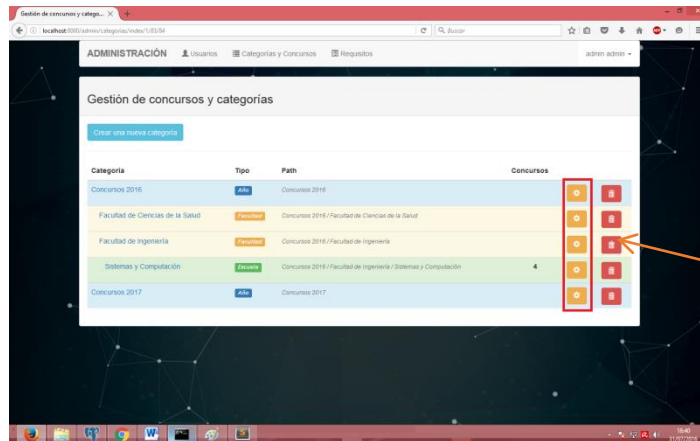 Gestión de concursos y catego...
localhost:8080/admin/categorias/index/1/83/84
Buscar
ADMINISTRACIÓN Usuarios Categorías y Concursos Requisitos admin admin
Gestión de concursos y categorías
Crear una nueva categoría
Categoría Tipo Path Concursos
Concursos 2016 Año Concursos 2016
Facultad de Ciencias de la Salud Facultad Concursos 2016 / Facultad de Ciencias de la Salud
Facultad de Ingeniería Facultad Concursos 2016 / Facultad de Ingeniería
Sistemas y Computación Escuela Concursos 2016 / Facultad de Ingeniería / Sistemas y Computación 4
Concursos 2017 Año Concursos 2017
16:40